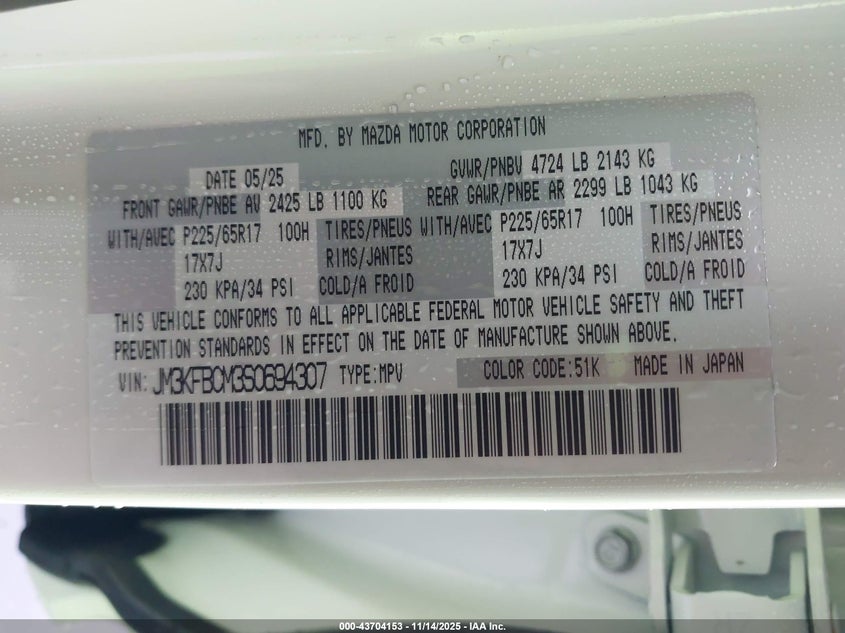 MFD. BY MAZDA MOTOR CORPORATION
DATE 05/25 GVWR/PNBV 4724 LB 2143 KG
FRONT GAWR/PNBE AV 2425 LB 1100 KG REAR GAWR/PNBE AR 2299 LB 1043 KG
WITH/AVEC P225/65R17 100H TIRES/PNEUS WITH/AVEC P225/65R17 100H TIRES/PNEUS
17X7J RIMS/JANTES 17X7J RIMS/JANTES
230 KPA/34 PSI COLD/A FROID 230 KPA/34 PSI COLD/A FROID
THIS VEHICLE CONFORMS TO ALL APPLICABLE FEDERAL MOTOR VEHICLE SAFETY AND THEFT
PREVENTION STANDARDS IN EFFECT ON THE DATE OF MANUFACTURE SHOWN ABOVE.
VIN: JM3KFBCM3S0694307 TYPE:MPV COLOR CODE:51K MADE IN JAPAN
000-43704153 - 11/14/2025 - IAA Inc.